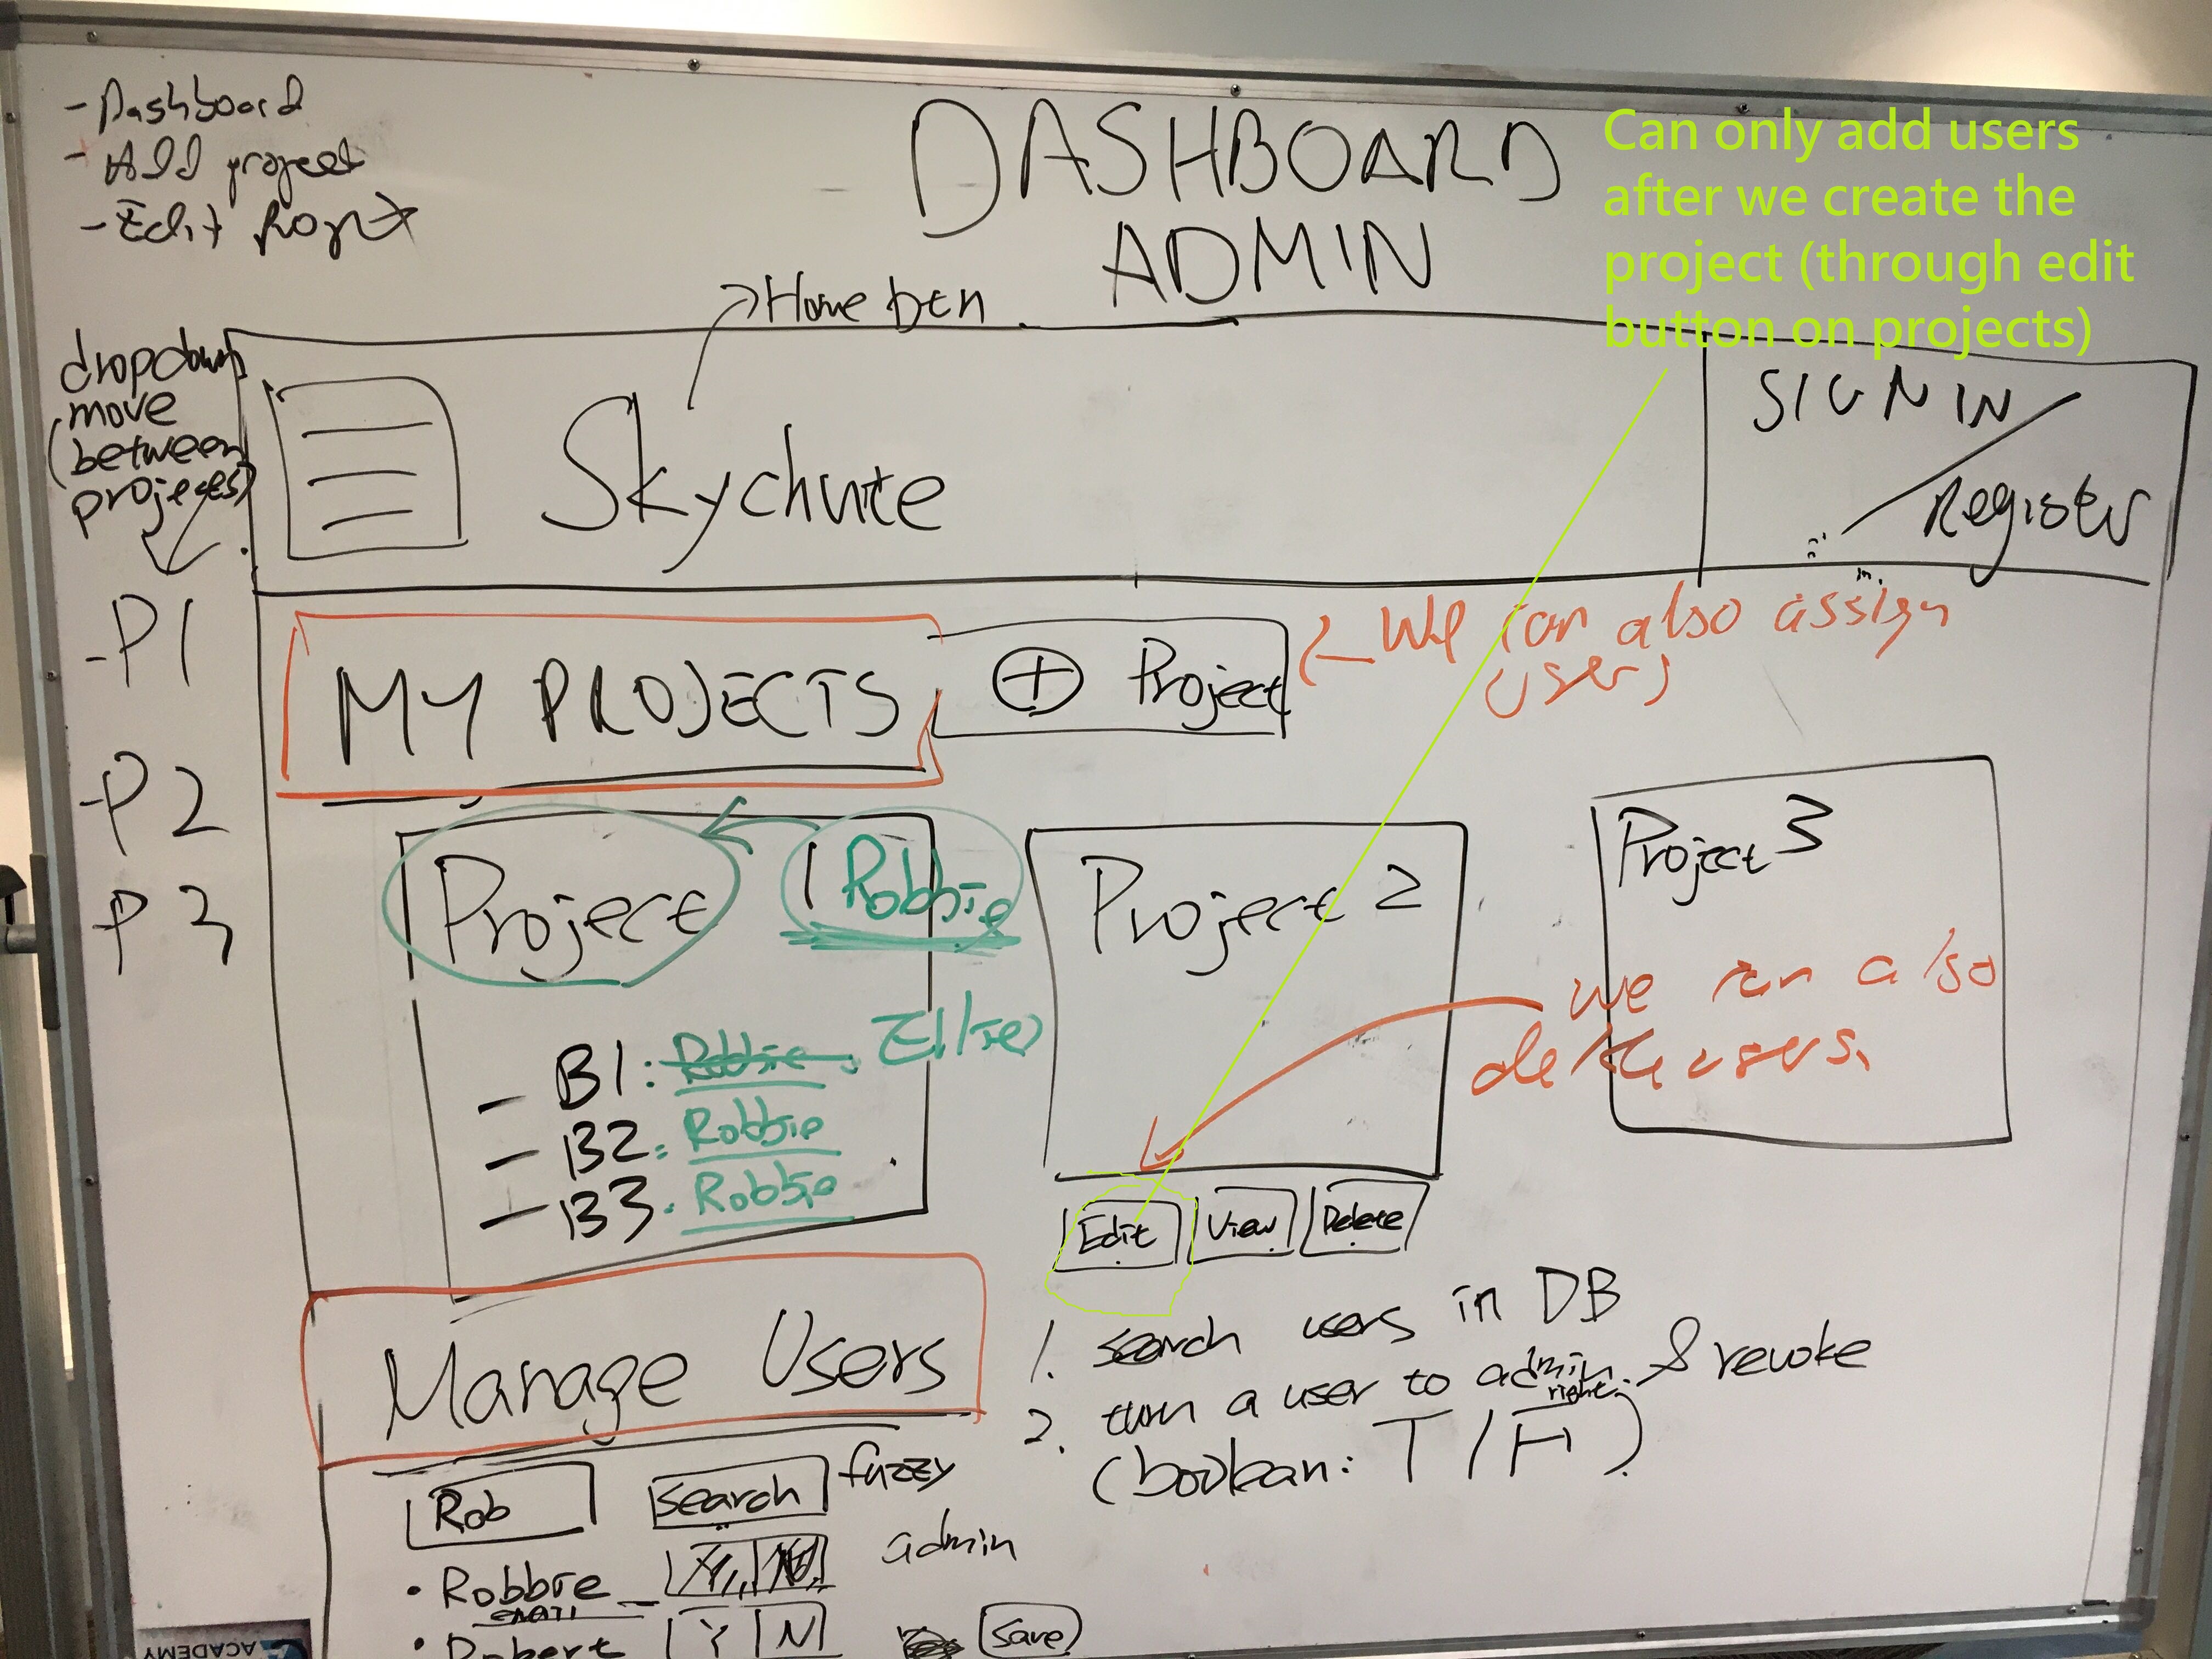 - Dashboard
- Add project
- Edit Project
DASHBOARD
ADMIN
Can only add users
after we create the
project (through edit
button on projects)
Home btn
dropdown
move
(between
projects)
Skychute
SIGN IN
Register
- P1
- P2
P3
MY PROJECTS
+ Project
We can also assign
users
Project 1
Robbie
- B1: Robbie
- B2: Robbie
- B3. Robbie
Project 2
Project 3
we can also
delete users.
Edit
View
Delete
Manage Users
1. search users in DB
2. turn a user to admin & revoke
right
(boolean: T/F)
Rob
Search
fuzzy
admin
• Robbie
email
• Robert
Y N
Save
ACADEMY